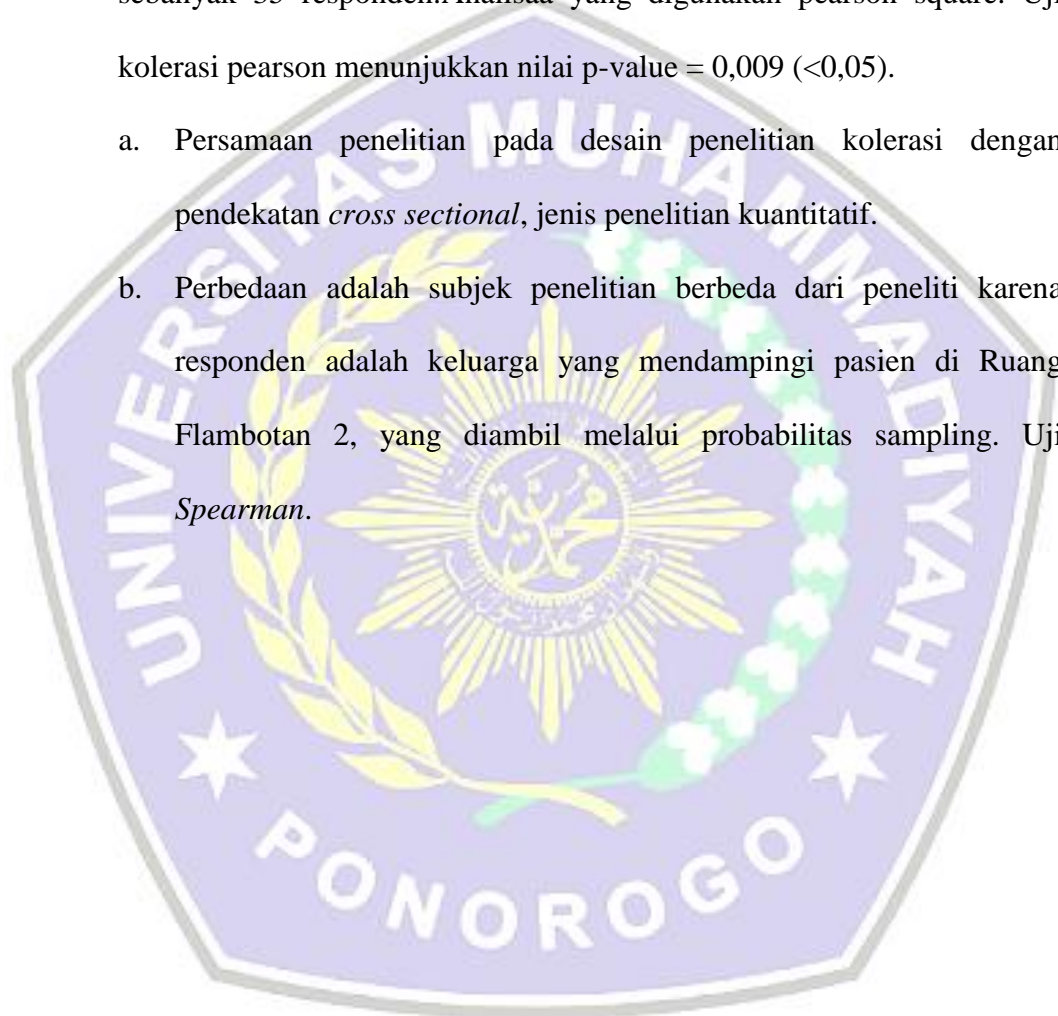 sebanyak 35 responden.Analisaa yang digunakan pearson square. Uji
kolerasi pearson menunjukkan nilai p-value = 0,009 (<0,05).
a. Persamaan penelitian pada desain penelitian kolerasi dengan
pendekatan cross sectional, jenis penelitian kuantitatif.
b. Perbedaan adalah subjek penelitian berbeda dari peneliti karena
responden adalah keluarga yang mendampingi pasien di Ruang
Flambotan 2, yang diambil melalui probabilitas sampling. Uji
Spearman.
UNIVERSITAS MUHAMMADIYAH
PONOROGO